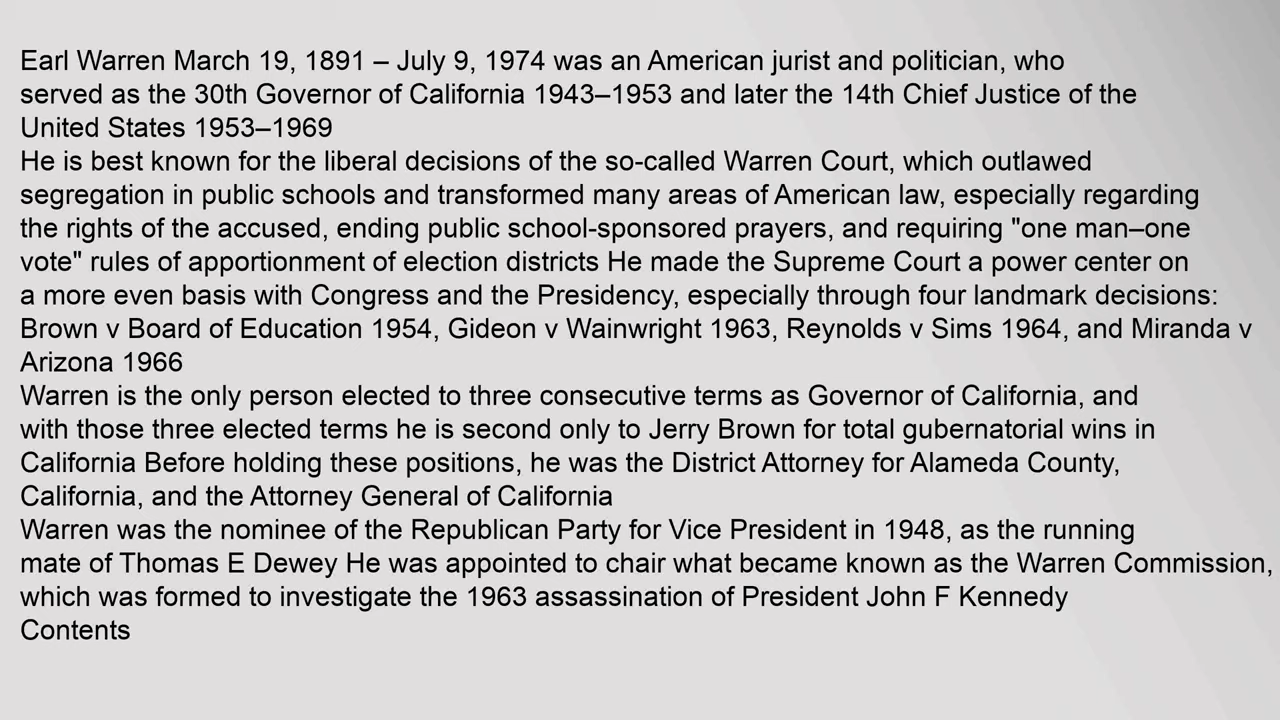 Earl Warren March 19, 1891 – July 9, 1974 was an American jurist and politician, who
served as the 30th Governor of California 1943–1953 and later the 14th Chief Justice of the
United States 1953–1969
He is best known for the liberal decisions of the so-called Warren Court, which outlawed
segregation in public schools and transformed many areas of American law, especially regarding
the rights of the accused, ending public school-sponsored prayers, and requiring "one man–one
vote" rules of apportionment of election districts He made the Supreme Court a power center on
a more even basis with Congress and the Presidency, especially through four landmark decisions:
Brown v Board of Education 1954, Gideon v Wainwright 1963, Reynolds v Sims 1964, and Miranda v
Arizona 1966
Warren is the only person elected to three consecutive terms as Governor of California, and
with those three elected terms he is second only to Jerry Brown for total gubernatorial wins in
California Before holding these positions, he was the District Attorney for Alameda County,
California, and the Attorney General of California
Warren was the nominee of the Republican Party for Vice President in 1948, as the running
mate of Thomas E Dewey He was appointed to chair what became known as the Warren Commission,
which was formed to investigate the 1963 assassination of President John F Kennedy
Contents